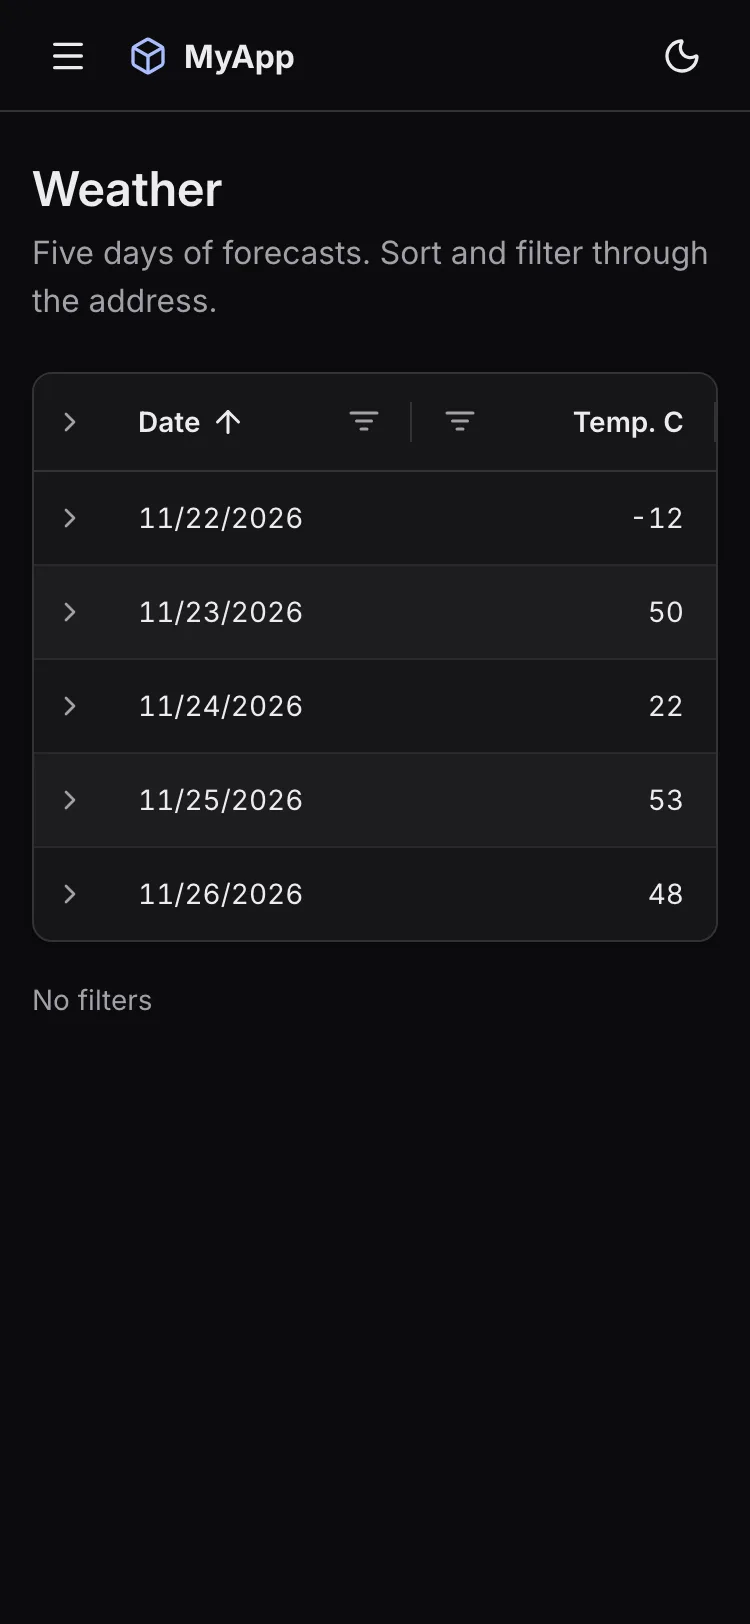 MyApp
Weather
Five days of forecasts. Sort and filter through
the address.
Date Temp. C
11/22/2026 -12
11/23/2026 50
11/24/2026 22
11/25/2026 53
11/26/2026 48
No filters